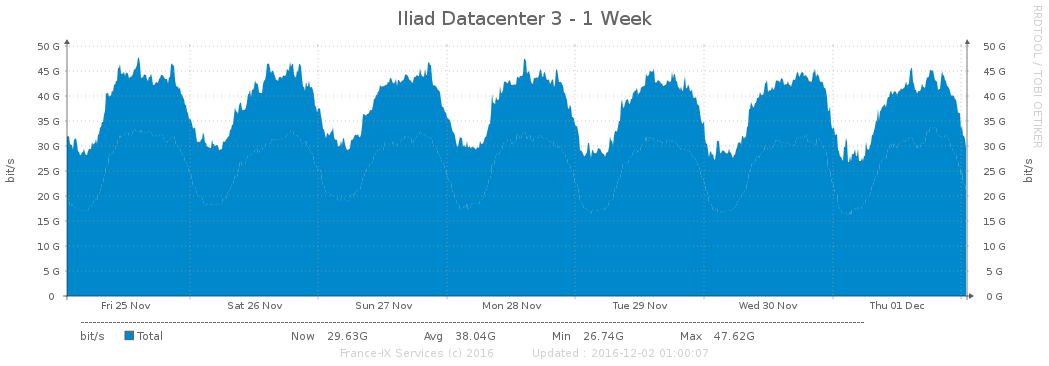 Iliad Datacenter 3 - 1 Week
RRDTOOL / TOBI OETIKER
50 G 50 G
45 G 45 G
40 G 40 G
35 G 35 G
30 G 30 G
25 G 25 G
20 G 20 G
15 G 15 G
10 G 10 G
5 G 5 G
0 0 G
bit/s bit/s
Fri 25 Nov Sat 26 Nov Sun 27 Nov Mon 28 Nov Tue 29 Nov Wed 30 Nov Thu 01 Dec
bit/s Total Now 29.63G Avg 38.04G Min 26.74G Max 47.62G
France-IX Services (c) 2016 Updated : 2016-12-02 01:00:07